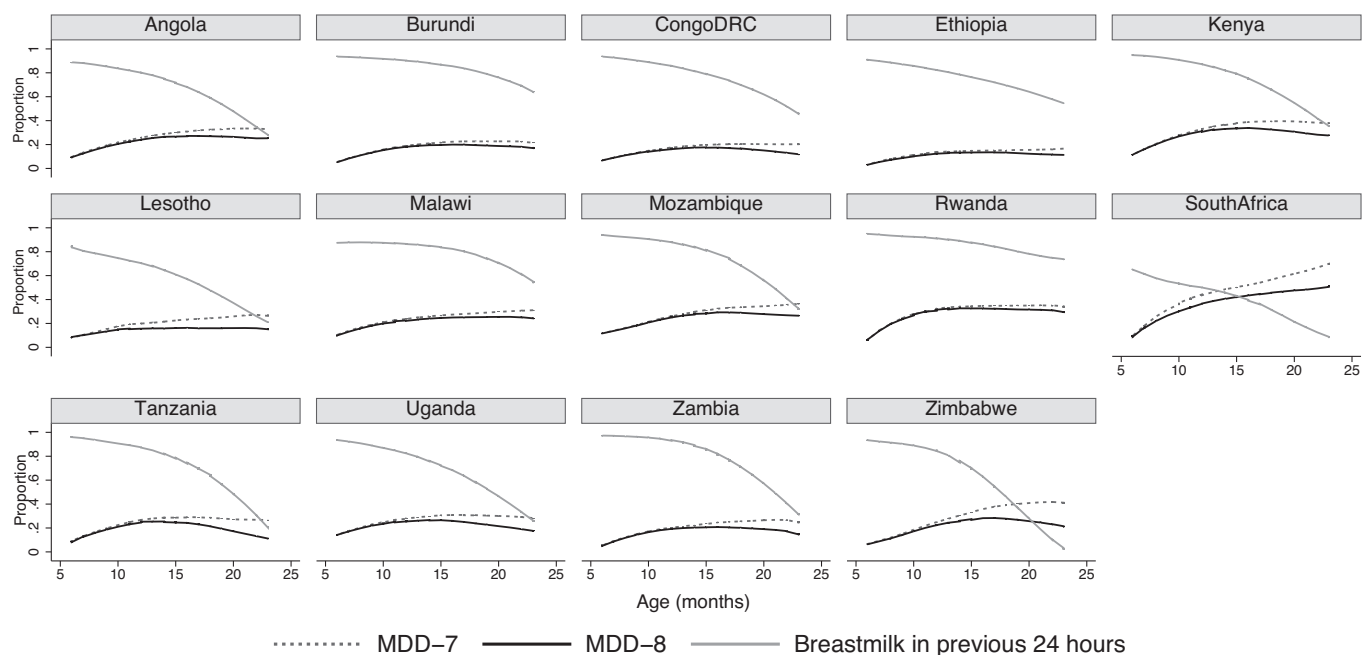 Angola Burundi CongoDRC Ethiopia Kenya
Proportion
0 .2 .4 .6 .8 1
Lesotho Malawi Mozambique Rwanda SouthAfrica
Proportion
0 .2 .4 .6 .8 1
5 10 15 20 25
Tanzania Uganda Zambia Zimbabwe
Proportion
0 .2 .4 .6 .8 1
5 10 15 20 25 5 10 15 20 25 5 10 15 20 25 5 10 15 20 25
Age (months)
MDD–7 MDD–8 Breastmilk in previous 24 hours